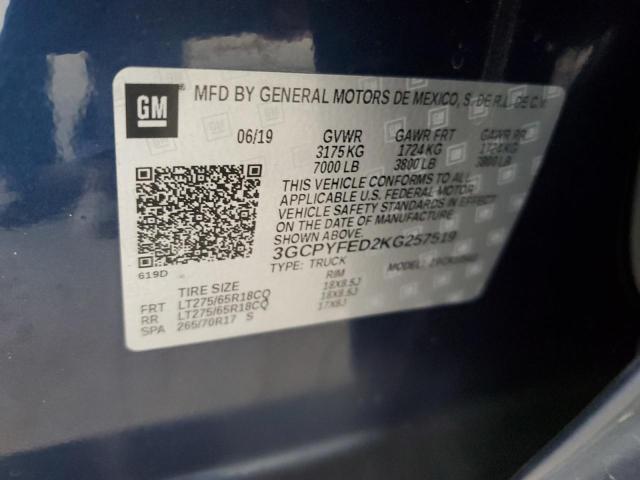 GM
MFD BY GENERAL MOTORS DE MEXICO, S. DE R.L. DE C.V.
06/19 GVWR GAWR FRT GAWR RR
3175 KG 1724 KG 1724 KG
7000 LB 3800 LB 3800 LB
THIS VEHICLE CONFORMS TO ALL
APPLICABLE U.S. FEDERAL MOTOR
VEHICLE SAFETY STANDARDS IN EFFECT ON
THE DATE OF MANUFACTURE
SHOWN ABOVE.
3GCPYFED2KG257519
TYPE: TRUCK MODEL:
619D
TIRE SIZE RIM
FRT LT275/65R18CQ 18X8.5J
RR LT275/65R18CQ 18X8.5J
SPA 265/70R17 S 17X8J